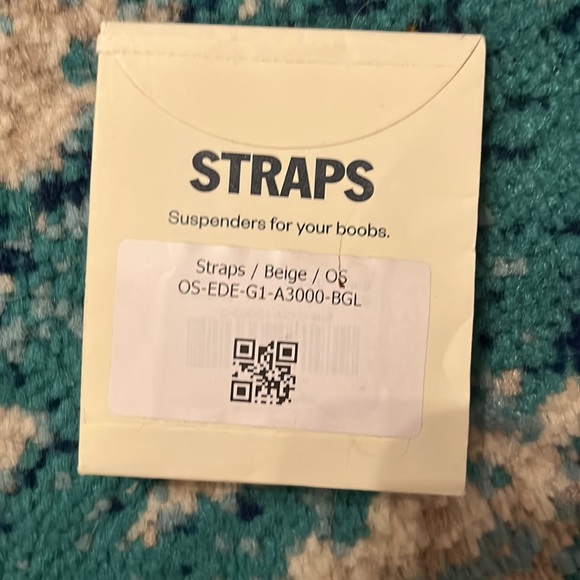 STRAPS
Suspenders for your boobs.
Straps / Beige / OS
OS-EDE-G1-A3000-BGL